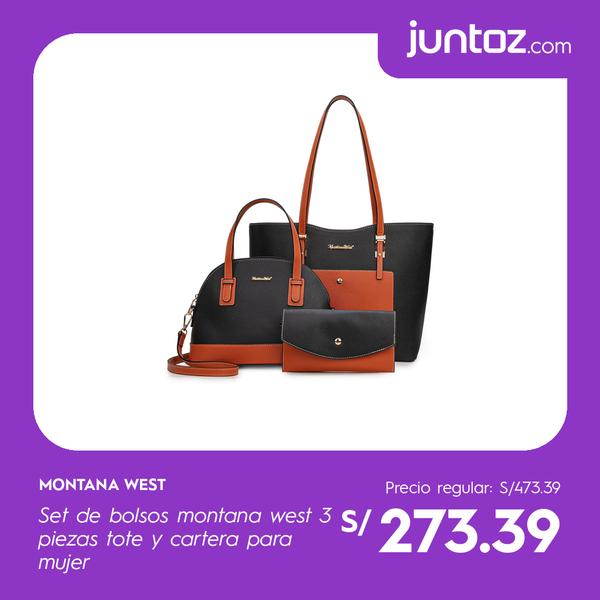 juntoz.com
MONTANA WEST
Set de bolsos montana west 3
piezas tote y cartera para
mujer
Precio regular: S/473.39
S/273.39